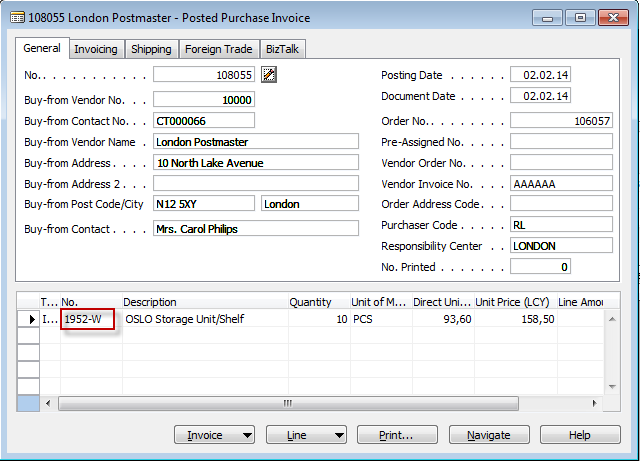 108055 London Postmaster - Posted Purchase Invoice
General Invoicing Shipping Foreign Trade BizTalk
No. . . . . . . . . . . . 108055
Posting Date . . . . . . 02.02.14
Buy-from Vendor No. . . . 10000
Document Date . . . . . 02.02.14
Buy-from Contact No. . . . CT000066
Order No. . . . . . . . . 106057
Buy-from Vendor Name . London Postmaster
Pre-Assigned No. . . . .
Buy-from Address . . . . 10 North Lake Avenue
Vendor Order No. . . . .
Buy-from Address 2 . . .
Vendor Invoice No. . . . AAAAAA
Buy-from Post Code/City N12 5XY London
Order Address Code. . .
Buy-from Contact . . . . Mrs. Carol Philips
Purchaser Code . . . . . RL
Responsibility Center . . LONDON
No. Printed . . . . . . . 0
T... No. Description Quantity Unit of M... Direct Uni... Unit Price (LCY) Line Amou
I... 1952-W OSLO Storage Unit/Shelf 10 PCS 93,60 158,50
Invoice Line Print... Navigate Help